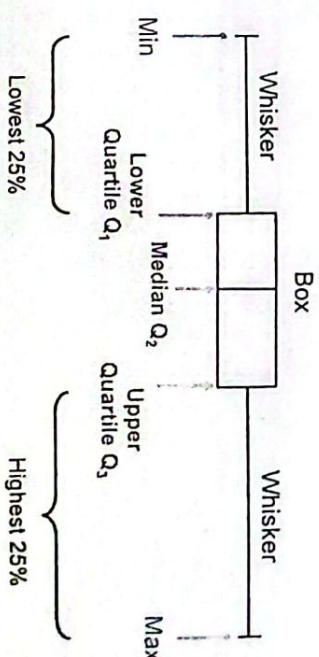 Box
Whisker
Whisker
Min
Lower
Quartile Q₁
Median Q₂
Upper
Quartile Q₃
Max
Lowest 25%
Highest 25%